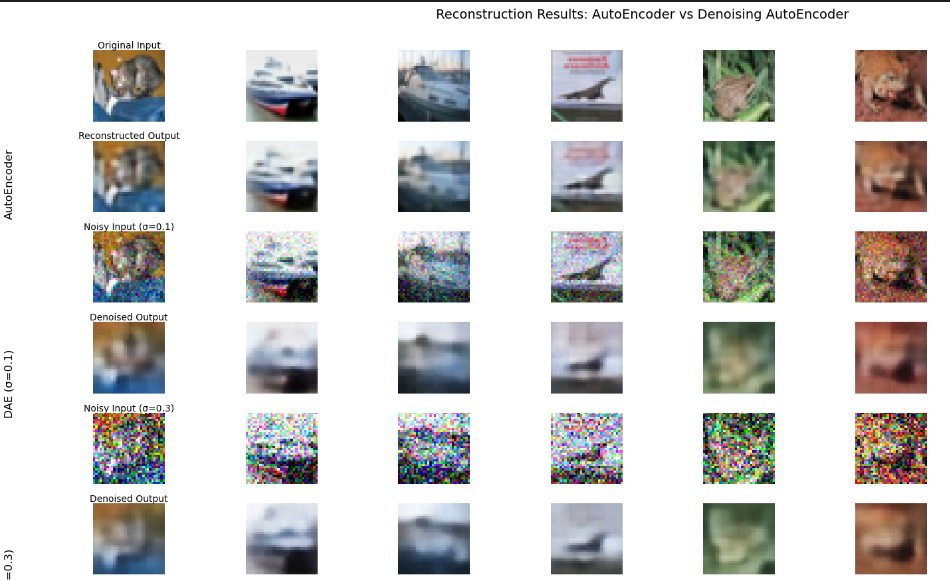 Reconstruction Results: AutoEncoder vs Denoising AutoEncoder
Original Input
Reconstructed Output
AutoEncoder
Noisy Input (σ=0.1)
Denoised Output
DAE (σ=0.1)
Noisy Input (σ=0.3)
Denoised Output
=0.3)